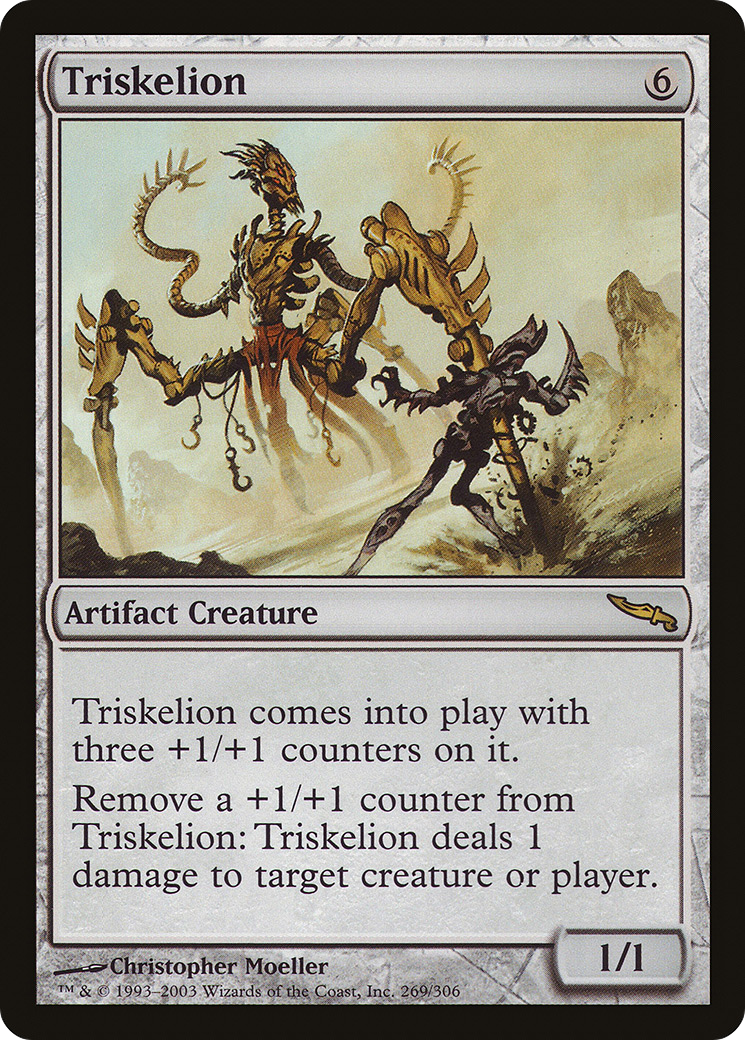 Triskelion 6
Artifact Creature
Triskelion comes into play with
three +1/+1 counters on it.
Remove a +1/+1 counter from
Triskelion: Triskelion deals 1
damage to target creature or player.
1/1
Christopher Moeller
™ & © 1993–2003 Wizards of the Coast, Inc. 269/306